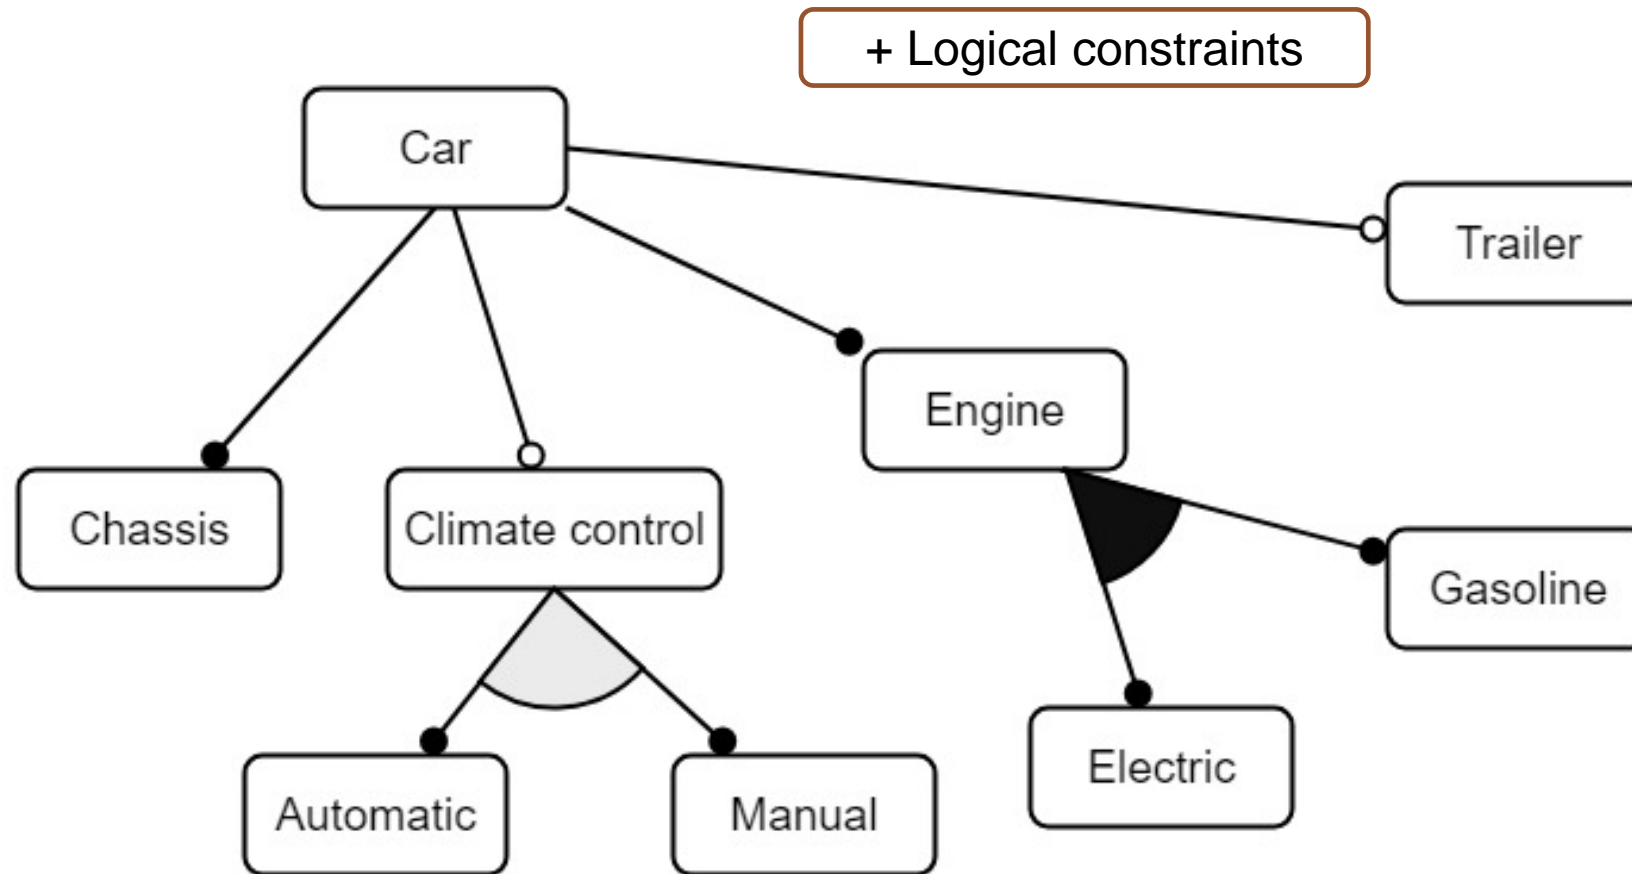 + Logical constraints
Car
Trailer
Engine
Chassis
Climate control
Gasoline
Electric
Automatic
Manual